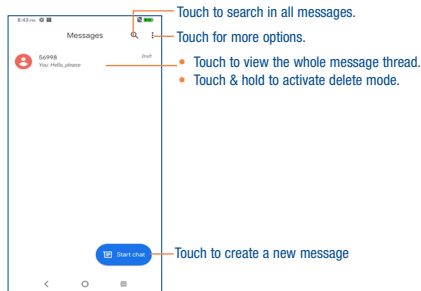 8:43 PM
Touch to search in all messages.
Messages
Touch for more options.
56998
Draft
You: Hello, please
• Touch to view the whole message thread.
• Touch & hold to activate delete mode.
Start chat
Touch to create a new message